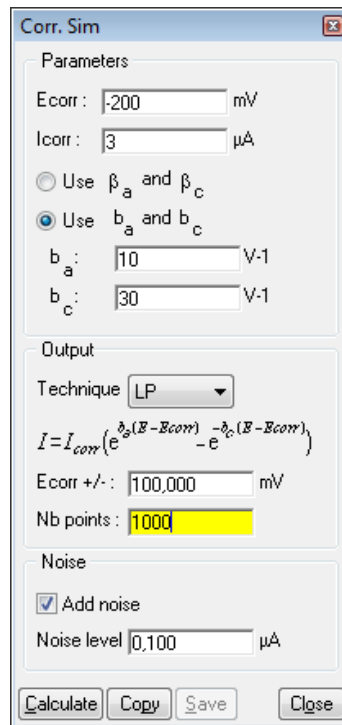 Corr. Sim
Parameters
Ecorr : -200 mV
Icorr : 3 µA
Use βa and βc
Use ba and bc
ba: 10 V-1
bc: 30 V-1
Output
Technique LP
I=Icorr(e^ba(E-Ecorr) -e^-bc(E-Ecorr))
Ecorr +/- : 100,000 mV
Nb points : 1000
Noise
Add noise
Noise level 0,100 µA
Calculate Copy Save Close